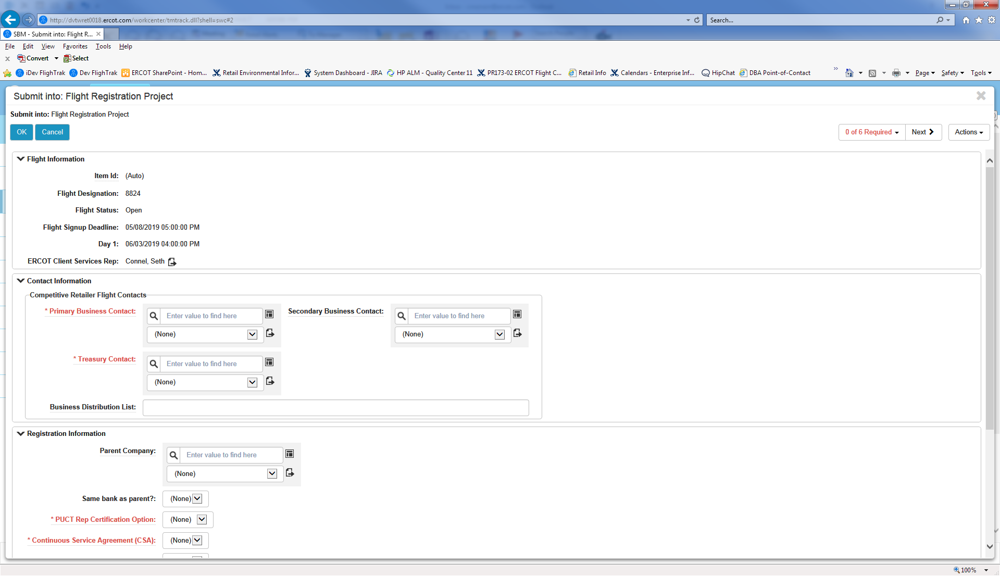 http://dvtwret0018.ercot.com/workcenter/tmtrack.dll?shell=swc#2
Search...
SBM - Submit into: Flight R...
File Edit View Favorites Tools Help
x Convert Select
iDev FlighTrak Dev FlighTrak ERCOT SharePoint - Hom... Retail Environmental Infor... System Dashboard - JIRA HP ALM - Quality Center 11 PR173-02 ERCOT Flight C... Retail Info Calendars - Enterprise Inf... HipChat DBA Point-of-Contact » Page Safety Tools
Submit into: Flight Registration Project
Submit into: Flight Registration Project
OK Cancel 0 of 6 Required Next Actions
Flight Information
Item Id: (Auto)
Flight Designation: 8824
Flight Status: Open
Flight Signup Deadline: 05/08/2019 05:00:00 PM
Day 1: 06/03/2019 04:00:00 PM
ERCOT Client Services Rep: Connel, Seth
Contact Information
Competitive Retailer Flight Contacts
* Primary Business Contact: Enter value to find here Secondary Business Contact: Enter value to find here
(None) (None)
* Treasury Contact: Enter value to find here
(None)
Business Distribution List:
Registration Information
Parent Company: Enter value to find here
(None)
Same bank as parent?: (None)
* PUCT Rep Certification Option: (None)
* Continuous Service Agreement (CSA): (None)
100%